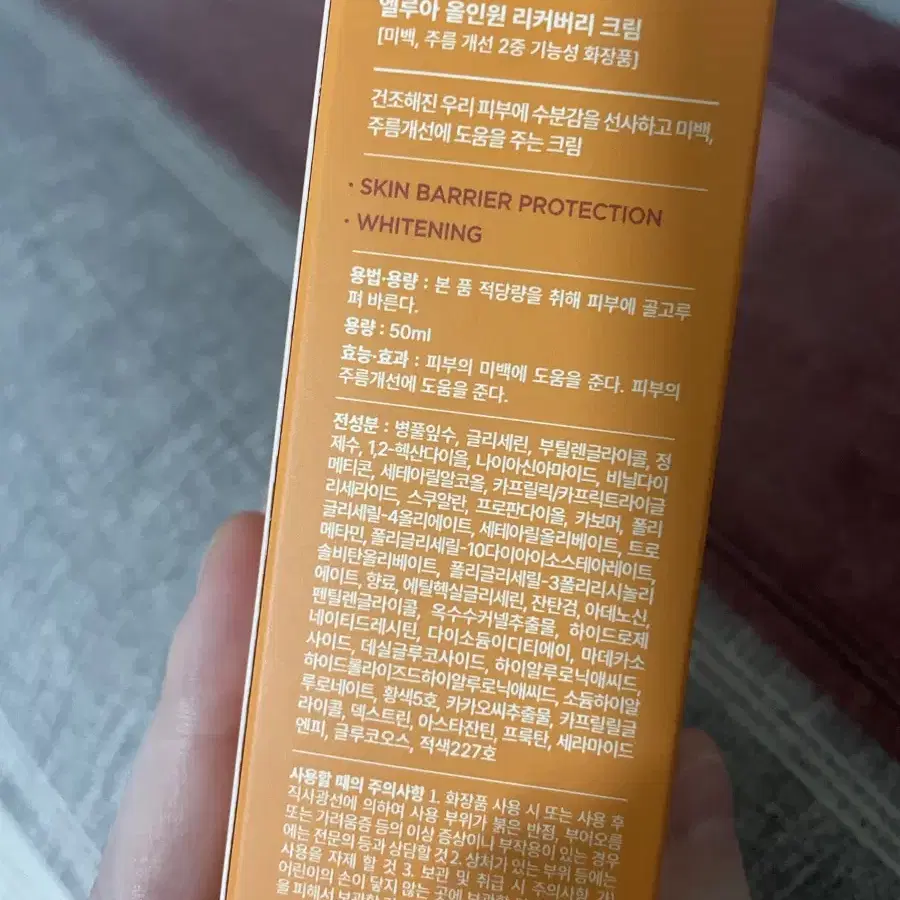 엘루아 올인원 리커버리 크림
[미백, 주름 개선 2중 기능성 화장품]
건조해진 우리 피부에 수분감을 선사하고 미백,
주름개선에 도움을 주는 크림
· SKIN BARRIER PROTECTION
· WHITENING
용법·용량 : 본 품 적당량을 취해 피부에 골고루
펴 바른다.
용량 : 50ml
효능·효과 : 피부의 미백에 도움을 준다. 피부의
주름개선에 도움을 준다.
전성분 : 병풀잎수, 글리세린, 부틸렌글라이콜, 정
제수, 1,2-헥산다이올, 나이아신아마이드, 비닐다이
메티콘, 세테아릴알코올, 카프릴릭/카프릭트라이글
리세라이드, 스쿠알란, 프로판다이올, 카보머, 폴리
글리세릴-4올리에이트, 세테아릴올리베이트, 트로
메타민, 폴리글리세릴-10다이아이소스테아레이트,
솔비탄올리베이트, 폴리글리세릴-3폴리리시놀리
에이트, 향료, 에틸헥실글리세린, 잔탄검, 아데노신,
펜틸렌글라이콜, 옥수수커넬추출물, 하이드로제
네이티드레시틴, 다이소듐이디티에이, 마데카소
사이드, 데실글루코사이드, 하이알루로닉애씨드,
하이드롤라이즈드하이알루로닉애씨드, 소듐하이알
루로네이트, 황색5호, 카카오씨추출물, 카프릴릴글
라이콜, 덱스트린, 아스타잔틴, 프룩탄, 세라마이드
엔피, 글루코오스, 적색227호
사용할 때의 주의사항 1. 화장품 사용 시 또는 사용 후
직사광선에 의하여 사용 부위가 붉은 반점, 부어오름
또는 가려움증 등의 이상 증상이나 부작용이 있는 경우
에는 전문의 등과 상담할 것 2. 상처가 있는 부위 등에는
사용을 자제 할 것 3. 보관 및 취급 시 주의사항 가)
어린이의 손이 닿지 않는 곳에 보관할
을 피해서 보관할